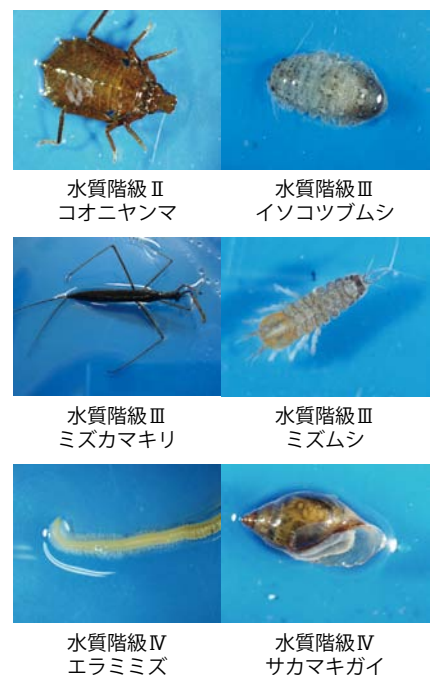 水質階級Ⅱ
コオニヤンマ
水質階級Ⅲ
イソコツブムシ
水質階級Ⅲ
ミズカマキリ
水質階級Ⅲ
ミズムシ
水質階級Ⅳ
エラミミズ
水質階級Ⅳ
サカマキガイ